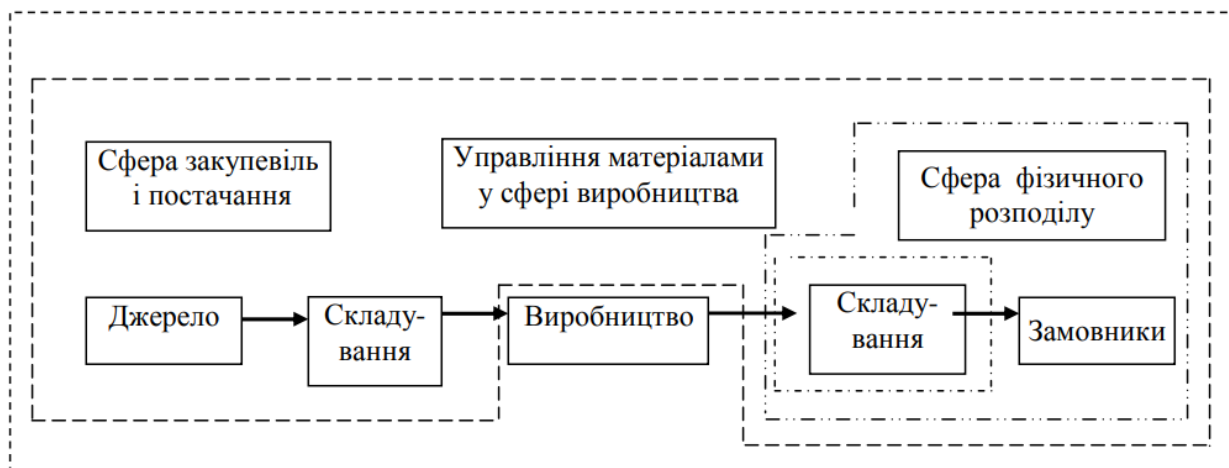 Сфера закупевіль
і постачання
Управління матеріалами
у сфері виробництва
Сфера фізичного
розподілу
Джерело
Складу-
вання
Виробництво
Складу-
вання
Замовники